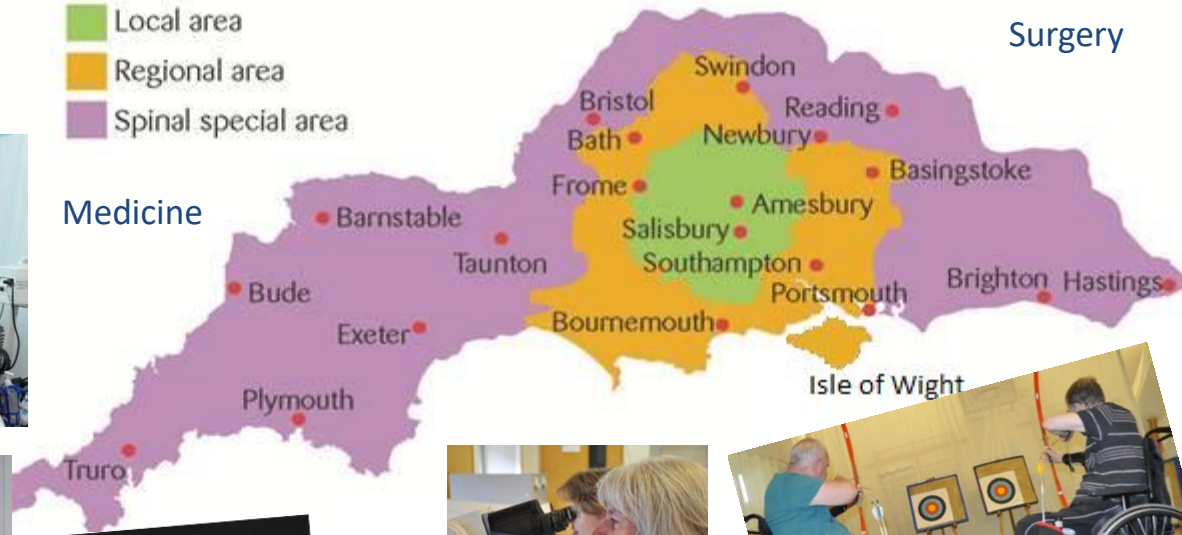 Local area
Regional area
Spinal special area
Surgery
Swindon
Bristol
Reading
Bath
Newbury
Frome
Basingstoke
Medicine
Barnstable
Amesbury
Salisbury
Taunton
Southampton
Bude
Portsmouth
Brighton
Hastings
Exeter
Bournemouth
Isle of Wight
Plymouth
Truro